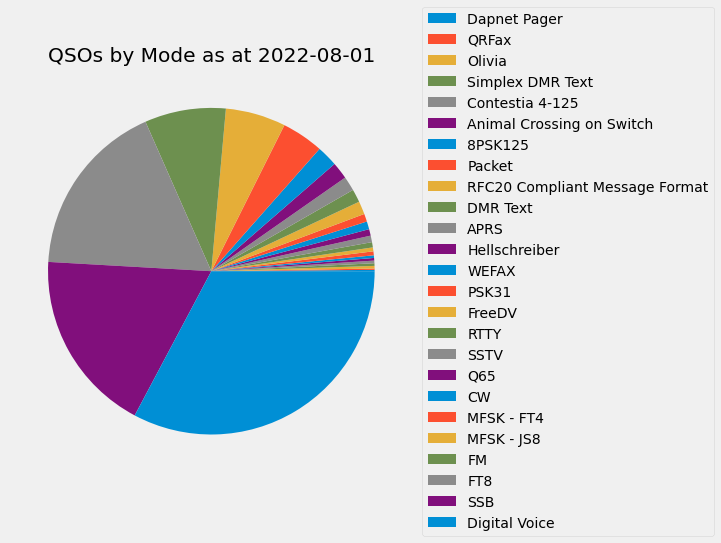 QSOs by Mode as at 2022-08-01
Dapnet Pager
QRFax
Olivia
Simplex DMR Text
Contestia 4-125
Animal Crossing on Switch
8PSK125
Packet
RFC20 Compliant Message Format
DMR Text
APRS
Hellschreiber
WEFAX
PSK31
FreeDV
RTTY
SSTV
Q65
CW
MFSK - FT4
MFSK - JS8
FM
FT8
SSB
Digital Voice